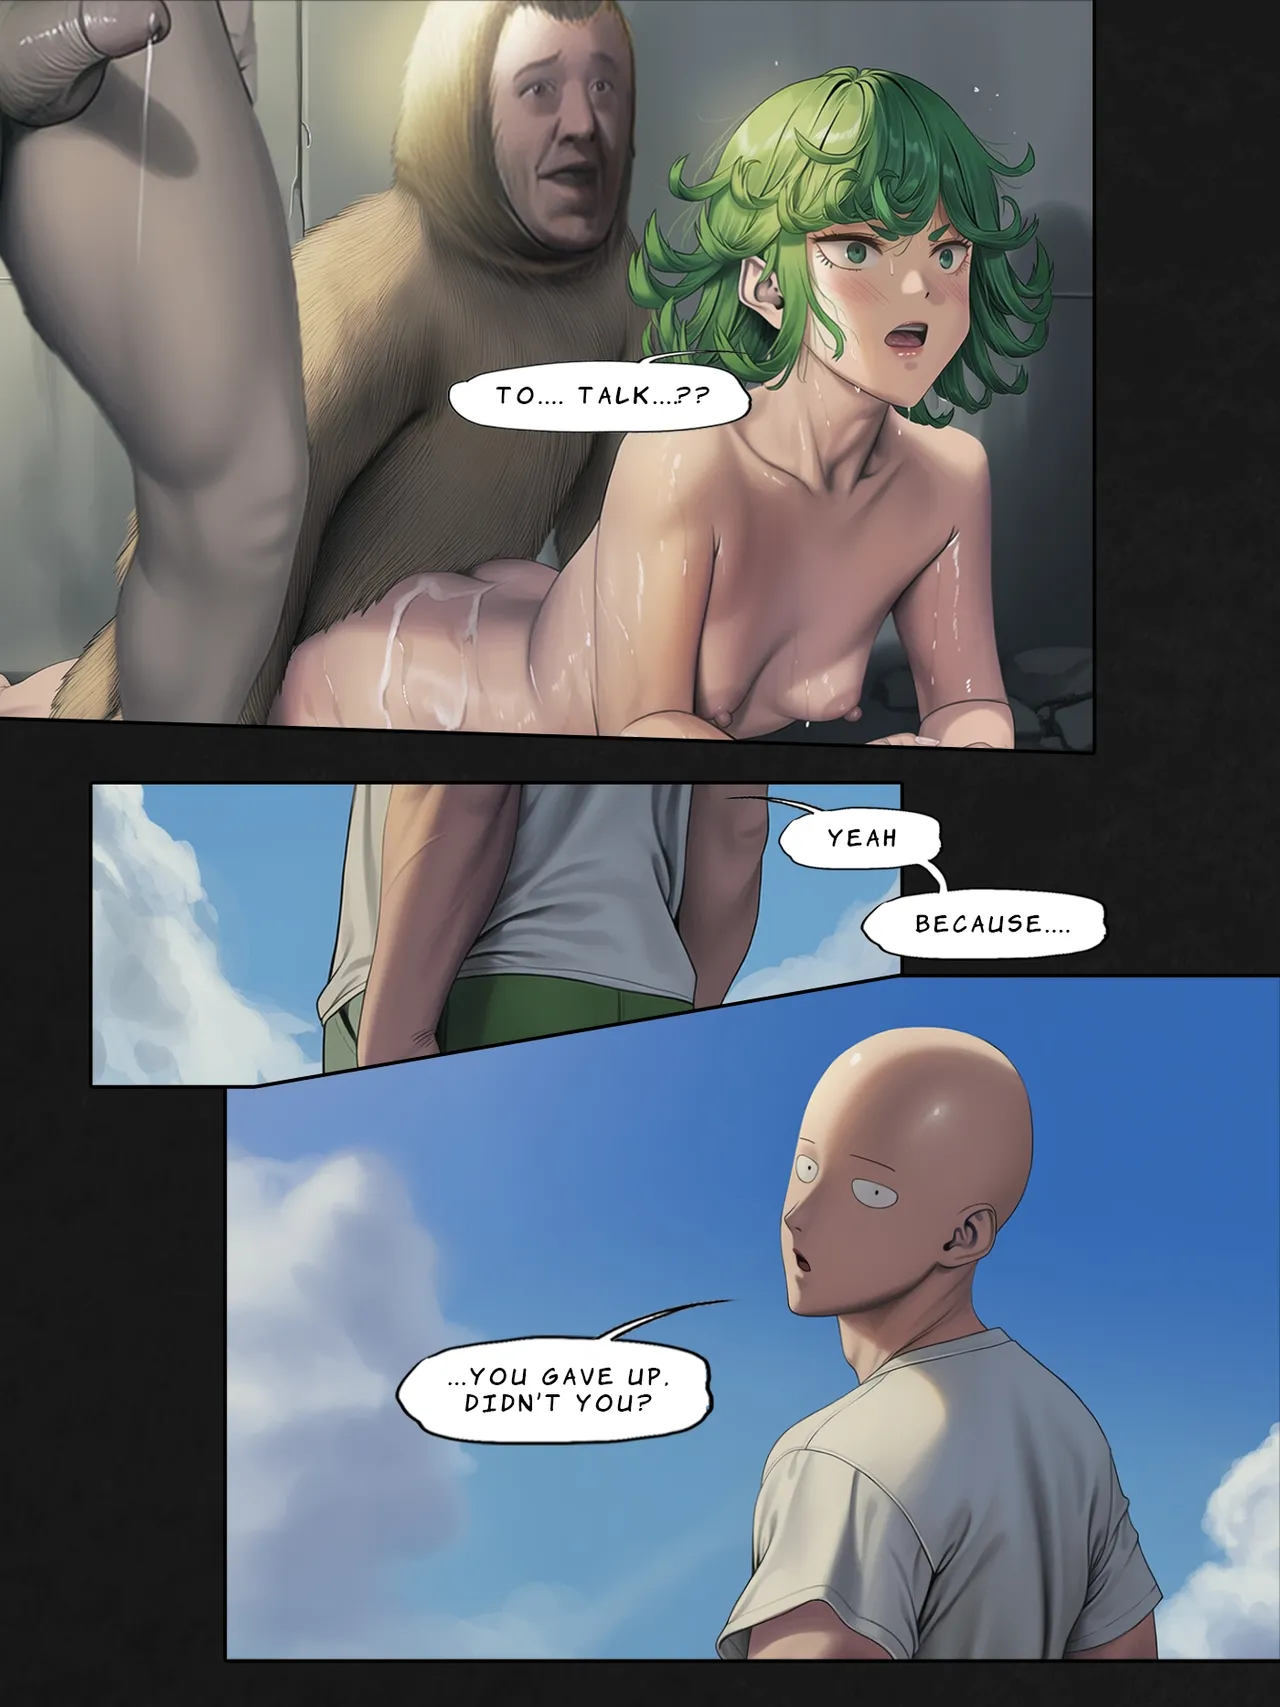 TO.... TALK....??
YEAH
BECAUSE....
...YOU GAVE UP,
DIDN'T YOU?